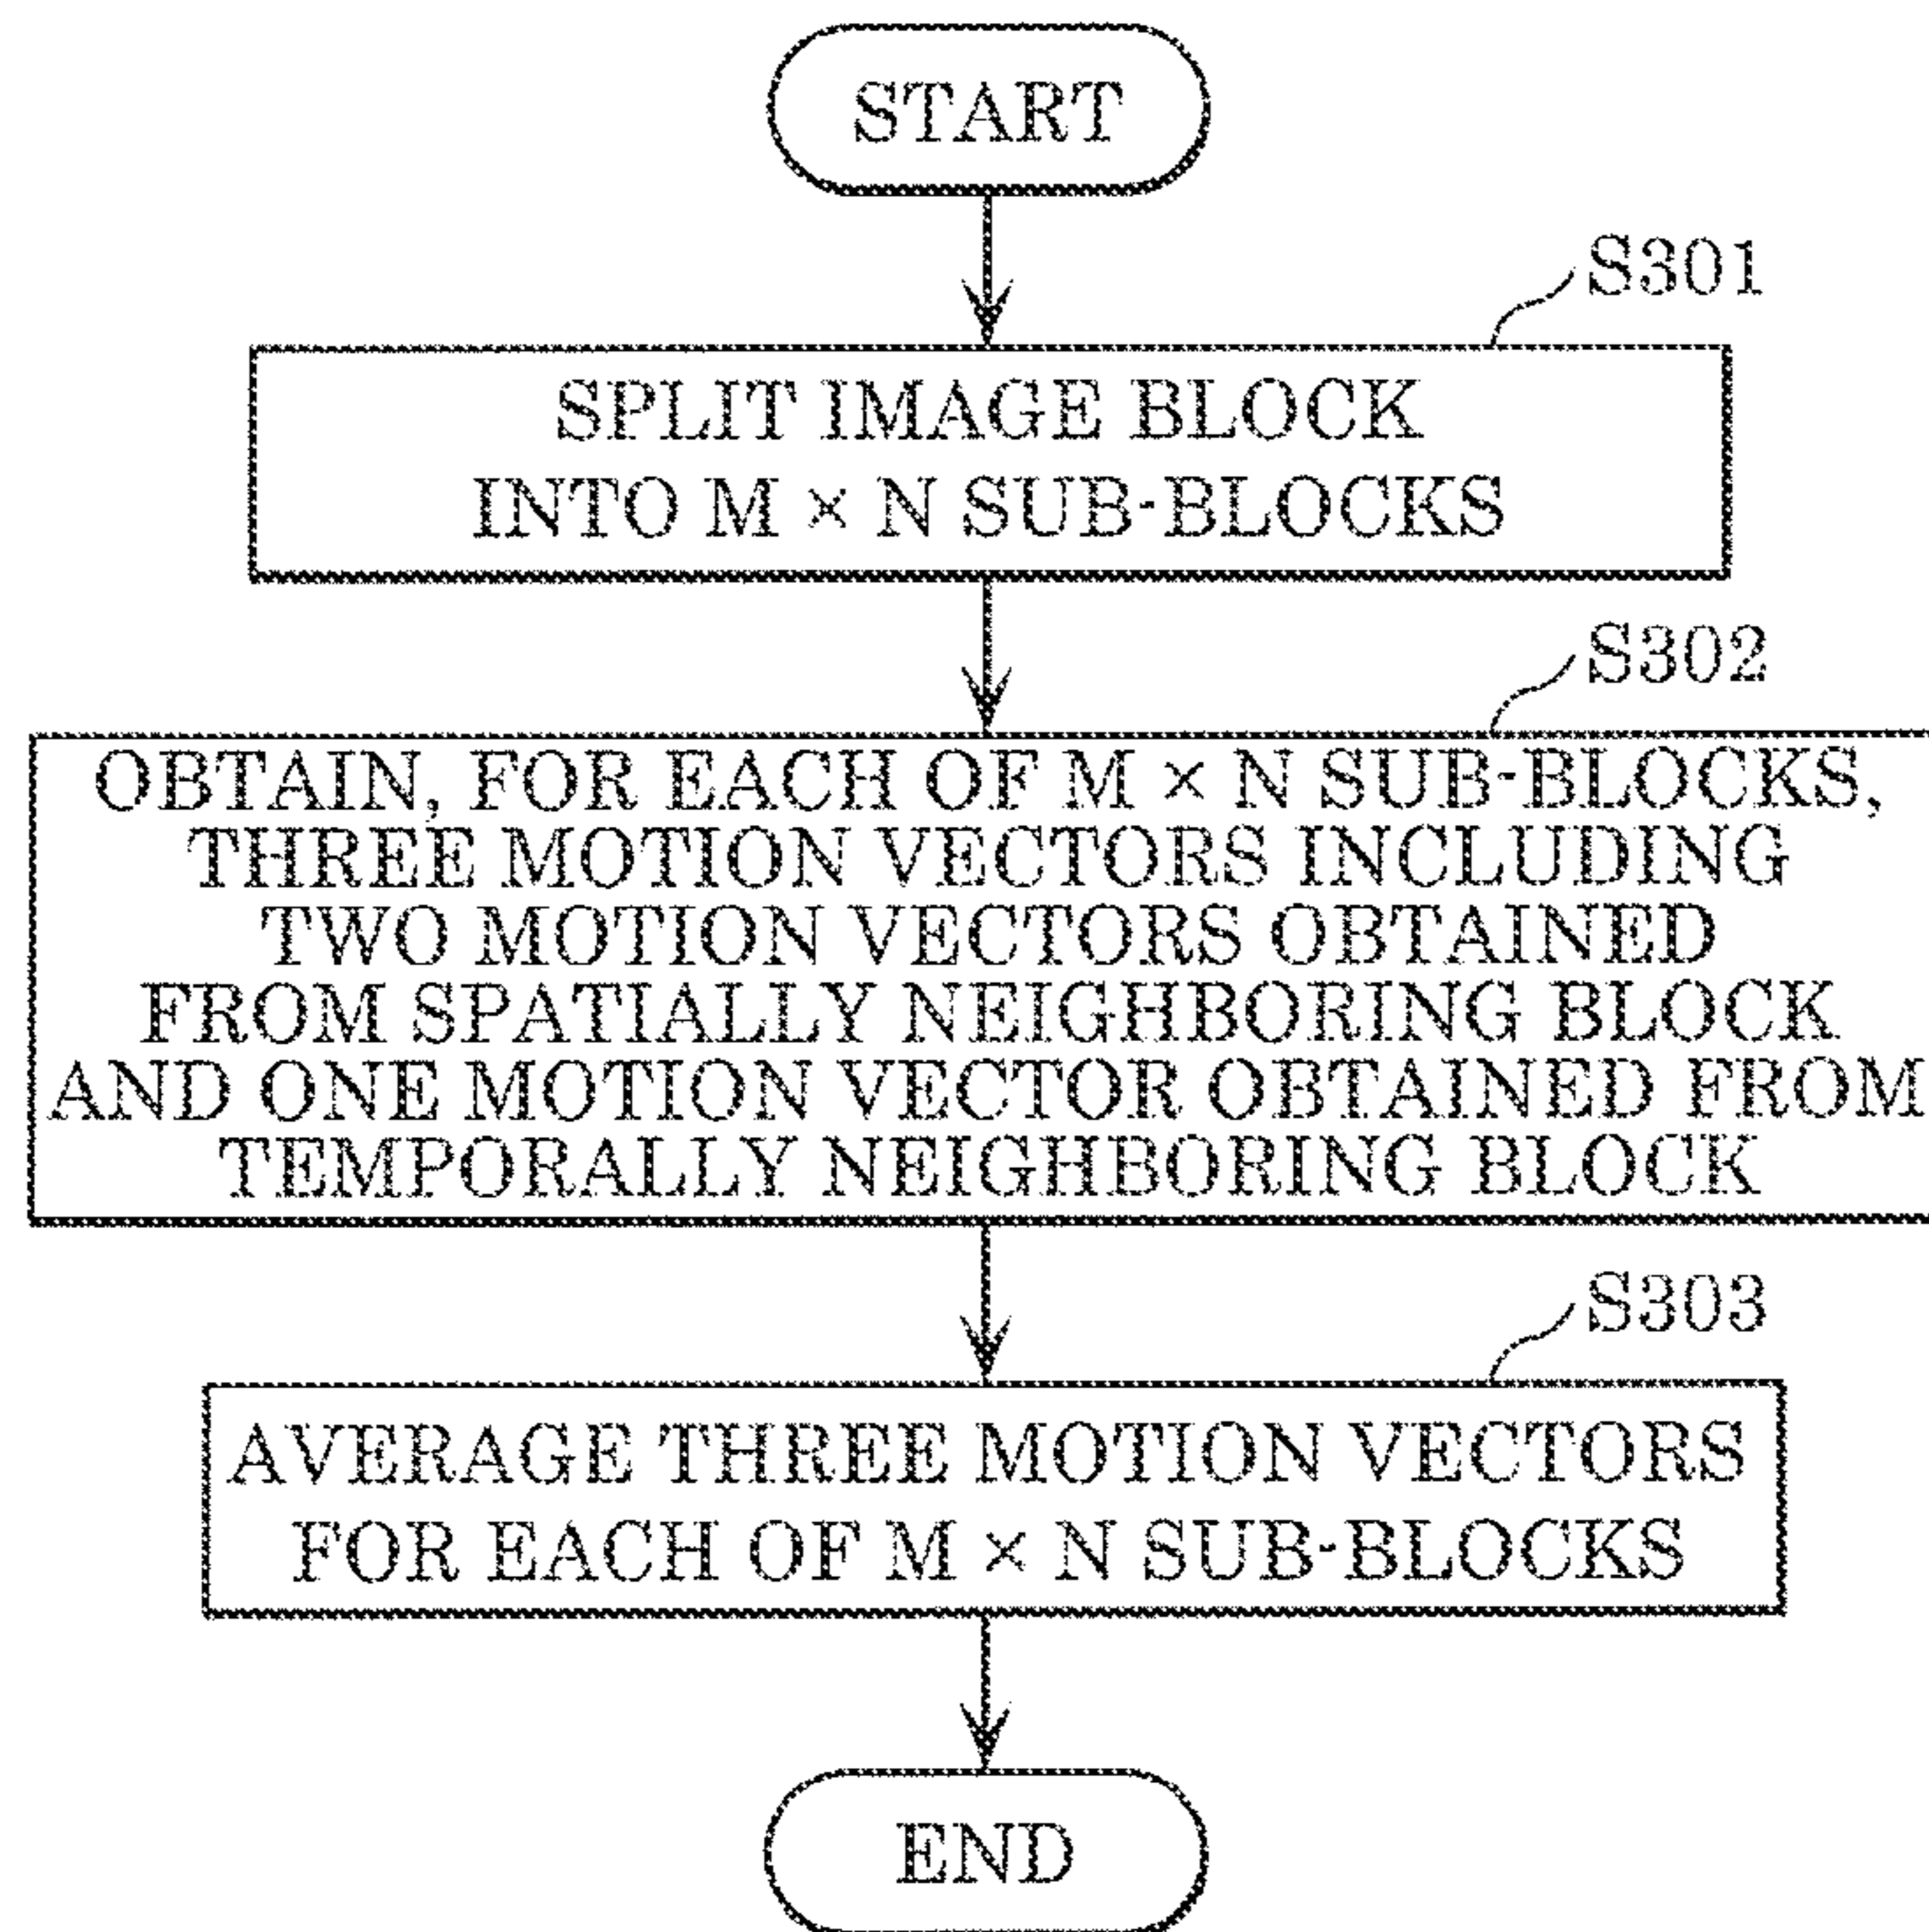 START
S301
SPLIT IMAGE BLOCK
INTO M × N SUB-BLOCKS
S302
OBTAIN, FOR EACH OF M × N SUB-BLOCKS,
THREE MOTION VECTORS INCLUDING
TWO MOTION VECTORS OBTAINED
FROM SPATIALLY NEIGHBORING BLOCK
AND ONE MOTION VECTOR OBTAINED FROM
TEMPORALLY NEIGHBORING BLOCK
S303
AVERAGE THREE MOTION VECTORS
FOR EACH OF M × N SUB-BLOCKS
END